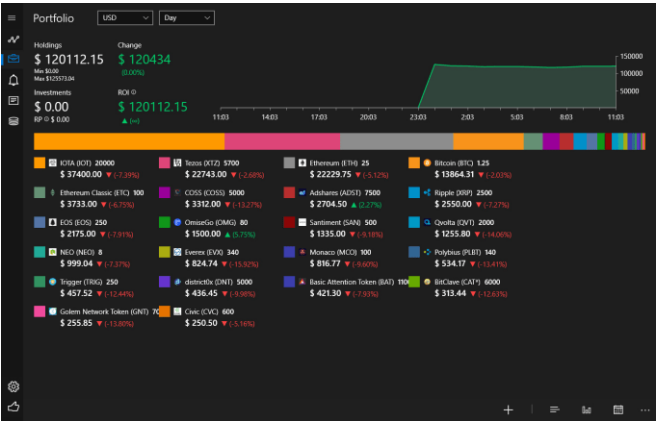 Portfolio USD Day
Holdings Change
$ 120112.15 $ 120434
Min $0.00 (0.00%)
Max $125573.04
Investments ROI
$ 0.00 $ 120112.15
RP $ 0.00 ▲ (∞)
150000
100000
50000
11:03 14:03 17:03 20:03 23:03 2:03 5:03 8:03 11:03
IOTA (IOT) 20000 Tezos (XTZ) 5700 Ethereum (ETH) 25 Bitcoin (BTC) 1.25
$ 37400.00 ▼ (-7.39%) $ 22743.00 ▼ (-2.68%) $ 22229.75 ▼ (-5.12%) $ 13864.31 ▼ (-2.03%)
Ethereum Classic (ETC) 100 COSS (COSS) 5000 Adshares (ADST) 7500 Ripple (XRP) 2500
$ 3733.00 ▼ (-6.75%) $ 3312.00 ▼ (-13.27%) $ 2704.50 ▲ (2.27%) $ 2550.00 ▼ (-7.27%)
EOS (EOS) 250 OmiseGo (OMG) 80 Santiment (SAN) 500 Qvolta (QVT) 2000
$ 2175.00 ▼ (-7.91%) $ 1500.00 ▲ (5.75%) $ 1335.00 ▼ (-9.18%) $ 1255.80 ▼ (-14.06%)
NEO (NEO) 8 Everex (EVX) 340 Monaco (MCO) 100 Polybius (PLBT) 140
$ 999.04 ▼ (-7.37%) $ 824.74 ▼ (-15.92%) $ 816.77 ▼ (-9.60%) $ 534.17 ▼ (-13.41%)
Trigger (TRIG) 250 district0x (DNT) 5000 Basic Attention Token (BAT) 110 BitClave (CAT*) 6000
$ 457.52 ▼ (-12.44%) $ 436.45 ▼ (-9.98%) $ 421.30 ▼ (-7.93%) $ 313.44 ▼ (-12.63%)
Golem Network Token (GNT) 70 Civic (CVC) 600
$ 255.85 ▼ (-13.80%) $ 250.50 ▼ (-5.16%)